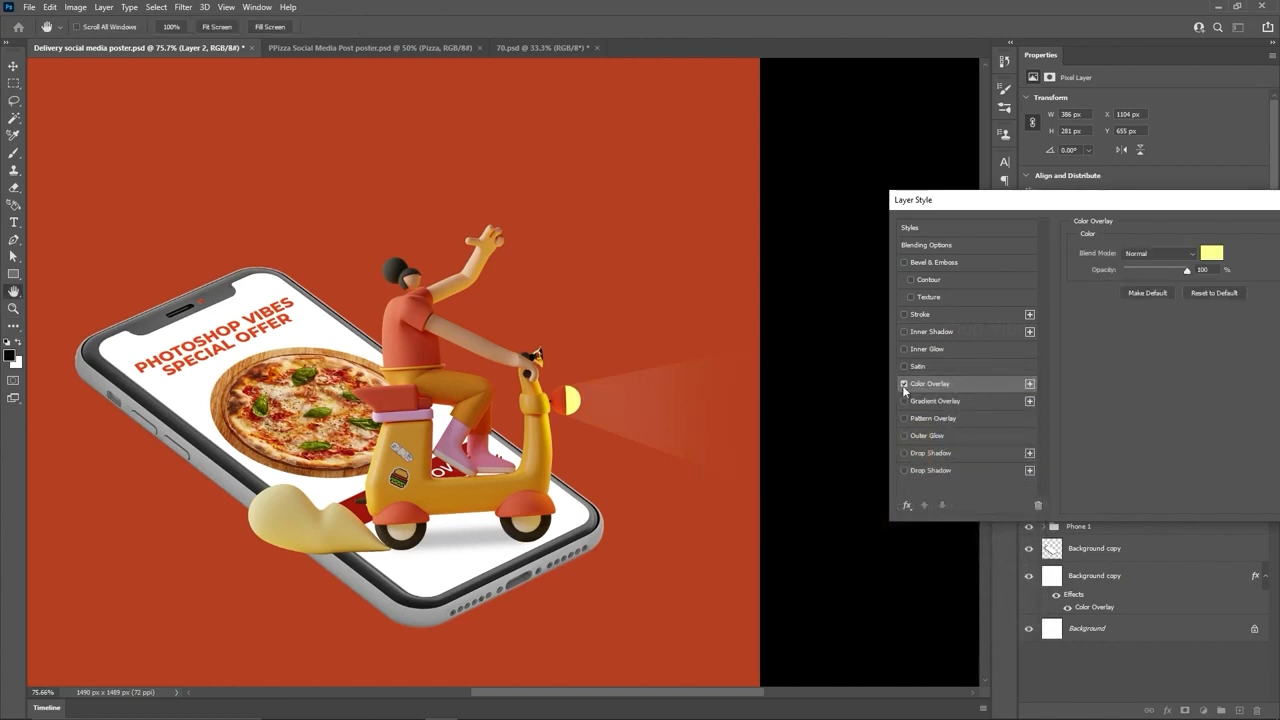 File Edit Image Layer Type Select Filter 3D View Window Help
Scroll All Windows 100% Fit Screen Fill Screen
Delivery social media poster.psd @ 75.7% (Layer 2, RGB/8#) * × PPizza Social Media Post poster.psd @ 50% (Pizza, RGB/8#) × 70.psd @ 33.3% (RGB/8*) * ×
Properties
Pixel Layer
Transform
W 386 px X 1104 px
H 281 px Y 655 px
0.00°
Align and Distribute
Layer Style
Styles
Blending Options
Bevel & Emboss
Contour
Texture
Stroke
Inner Shadow
Inner Glow
Satin
Color Overlay
Gradient Overlay
Pattern Overlay
Outer Glow
Drop Shadow
Drop Shadow
fx
Color Overlay
Color
Blend Mode: Normal
Opacity: 100 %
Make Default Reset to Default
PHOTOSHOP VIBES
SPECIAL OFFER
Phone 1
Background copy
Background copy fx
Effects
Color Overlay
Background
75.66% 1490 px x 1489 px (72 ppi)
Timeline
fx